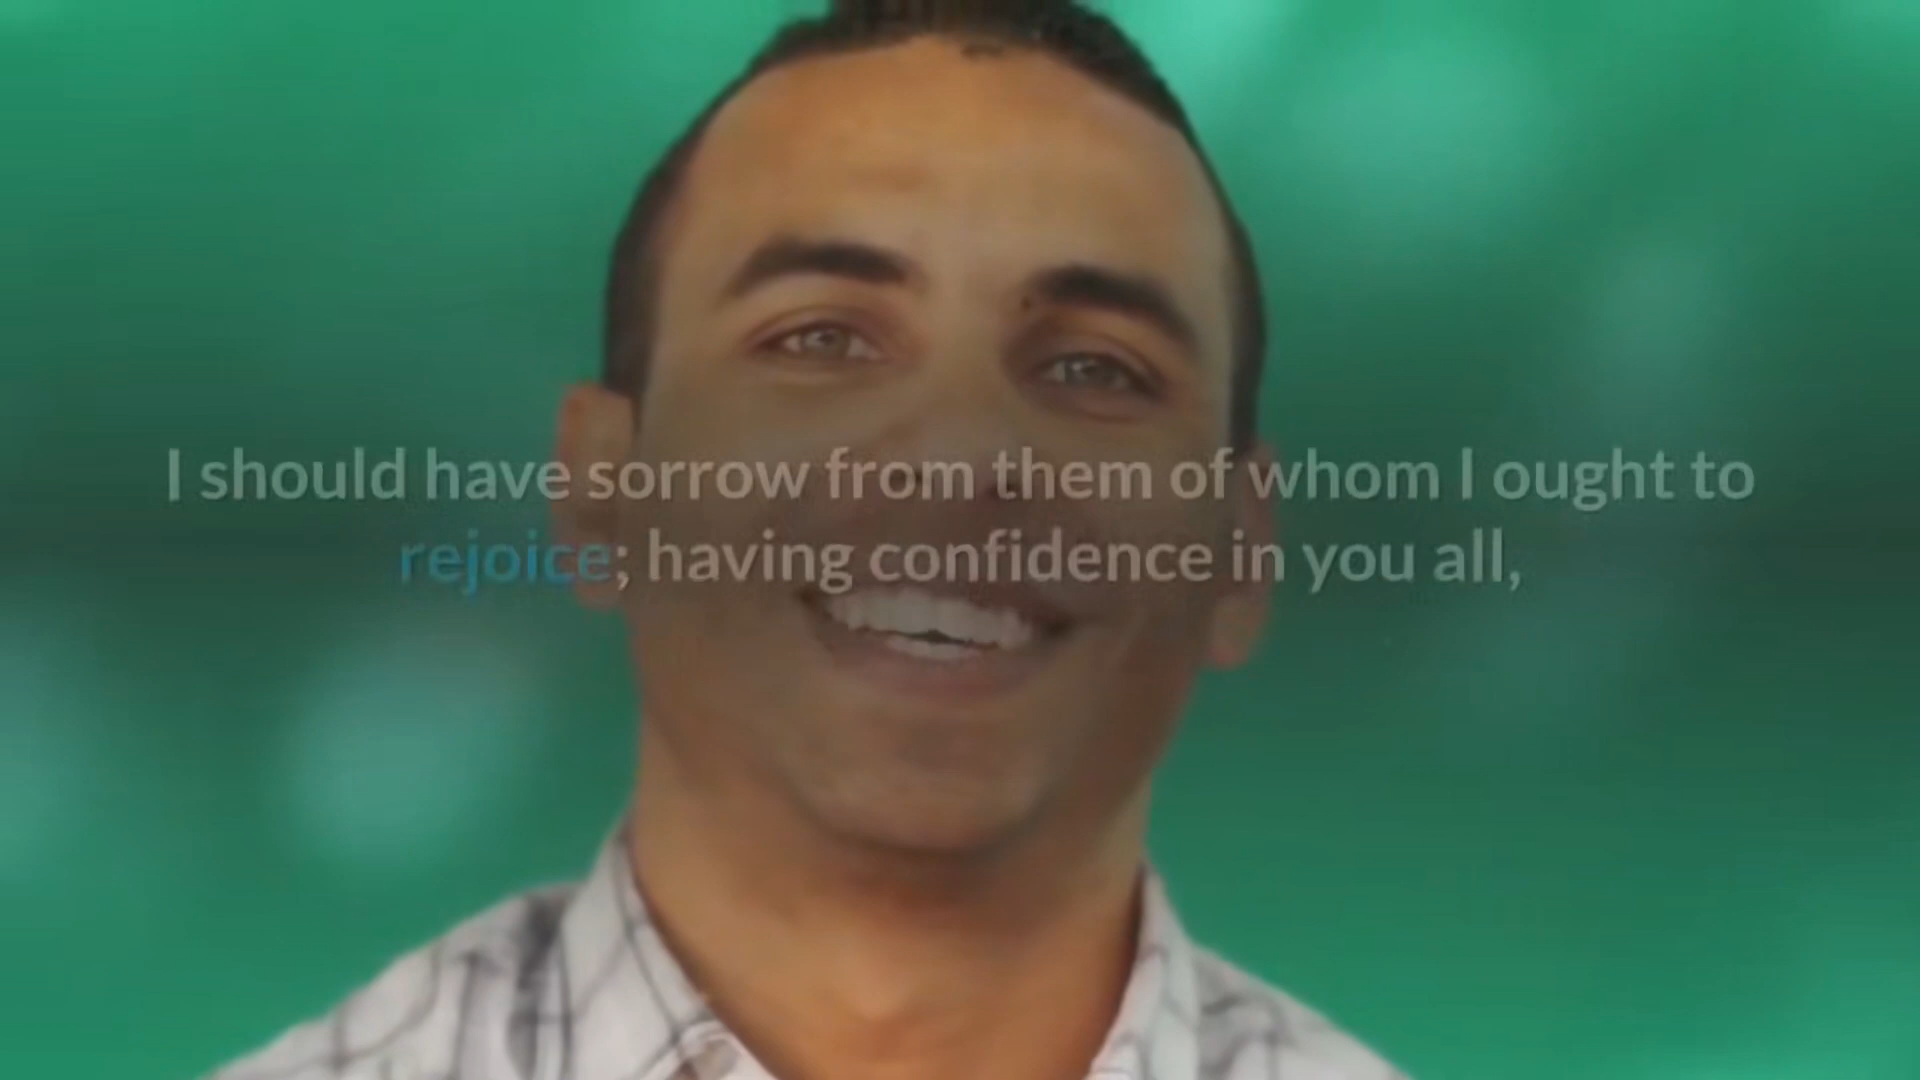 I should have sorrow from them of whom I ought to
rejoice; having confidence in you all,